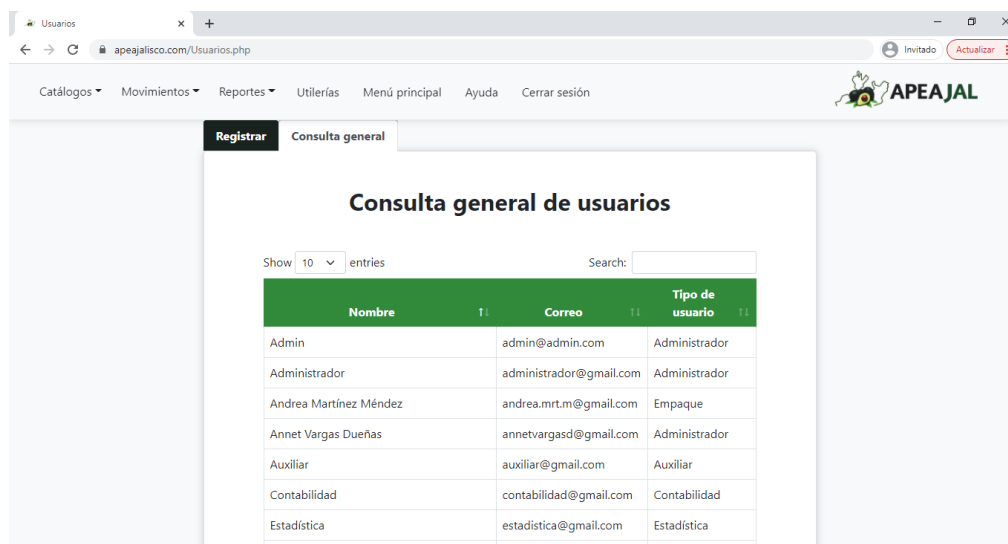 Usuarios
apeajalisco.com/Usuarios.php
Invitado
Actualizar
Catálogos Movimientos Reportes Utilerías Menú principal Ayuda Cerrar sesión
APEAJAL
Registrar Consulta general
Consulta general de usuarios
Show 10 entries Search:
Nombre Correo Tipo de usuario
Admin admin@admin.com Administrador
Administrador administrador@gmail.com Administrador
Andrea Martínez Méndez andrea.mrt.m@gmail.com Empaque
Annet Vargas Dueñas annetvargasd@gmail.com Administrador
Auxiliar auxiliar@gmail.com Auxiliar
Contabilidad contabilidad@gmail.com Contabilidad
Estadística estadistica@gmail.com Estadística